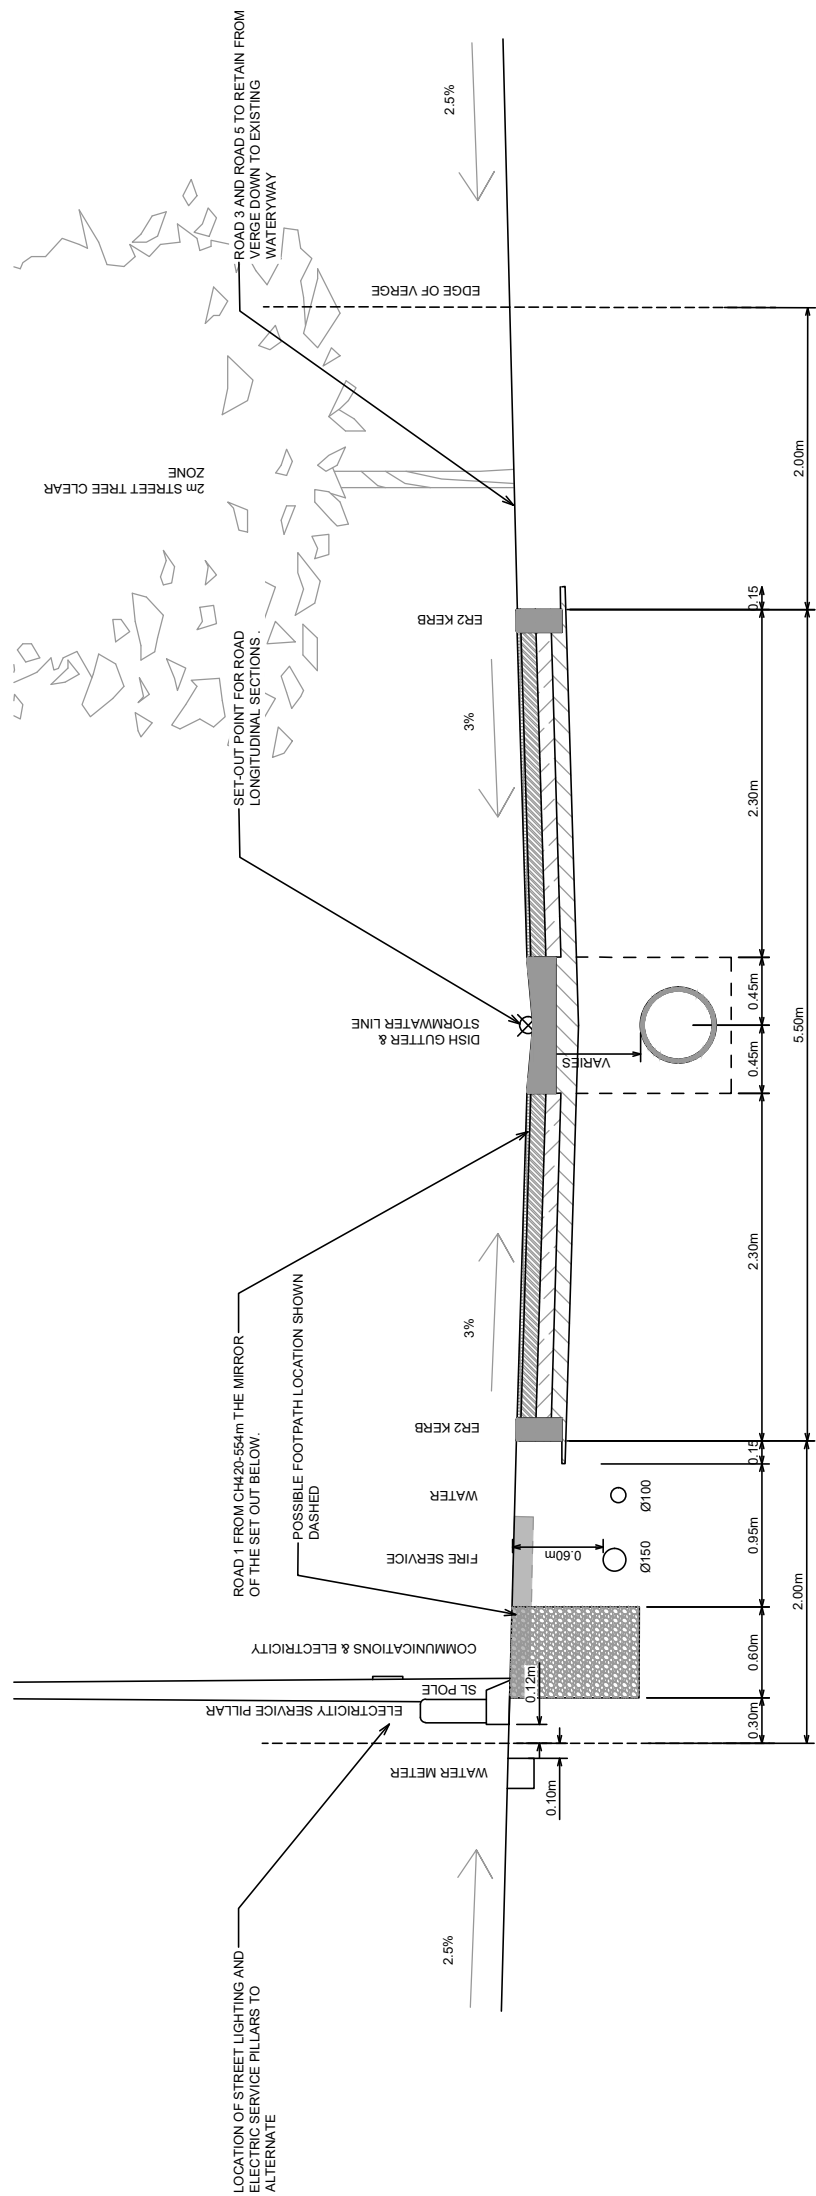 LOCATION OF STREET LIGHTING AND
ELECTRIC SERVICE PILLARS TO
ALTERNATE
ROAD 1 FROM CH420-554m THE MIRROR
OF THE SET OUT BELOW.
POSSIBLE FOOTPATH LOCATION SHOWN
DASHED
SET-OUT POINT FOR ROAD
LONGITUDINAL SECTIONS .
ROAD 3 AND ROAD 5 TO RETAIN FROM
VERGE DOWN TO EXISTING
WATERYWAY
2m STREET TREE CLEAR
ZONE
2.5%
WATER METER
ELECTRICITY SERVICE PILLAR
SL POLE
COMMUNICATIONS & ELECTRICITY
FIRE SERVICE
WATER
ER2 KERB
3%
DISH GUTTER &
STORMWATER LINE
3%
ER2 KERB
EDGE OF VERGE
2.5%
0.10m
0.12m
0.60m
Ø150
Ø100
VARIES
0.30m
0.60m
0.95m
0.15
2.30m
0.45m
0.45m
2.30m
0.15
2.00m
5.50m
2.00m